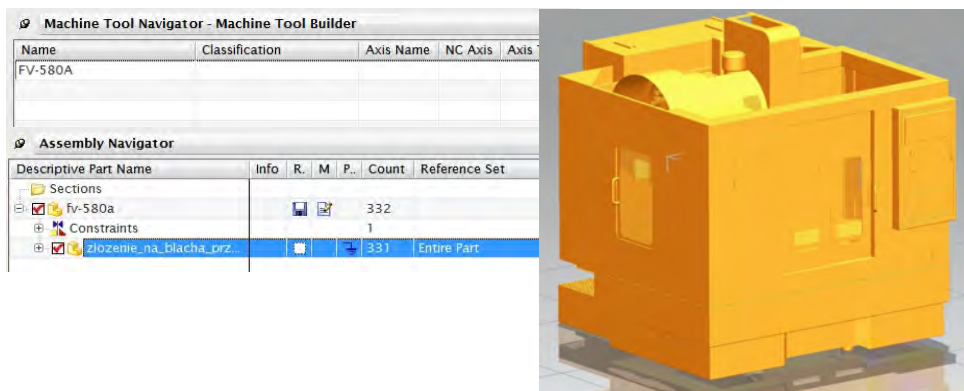 Machine Tool Navigator - Machine Tool Builder
Name Classification Axis Name NC Axis Axis T
FV-580A
Assembly Navigator
Descriptive Part Name Info R. M P.. Count Reference Set
Sections
fv-580a 332
Constraints 1
zlozenie_na_blacha_prz... 331 Entire Part